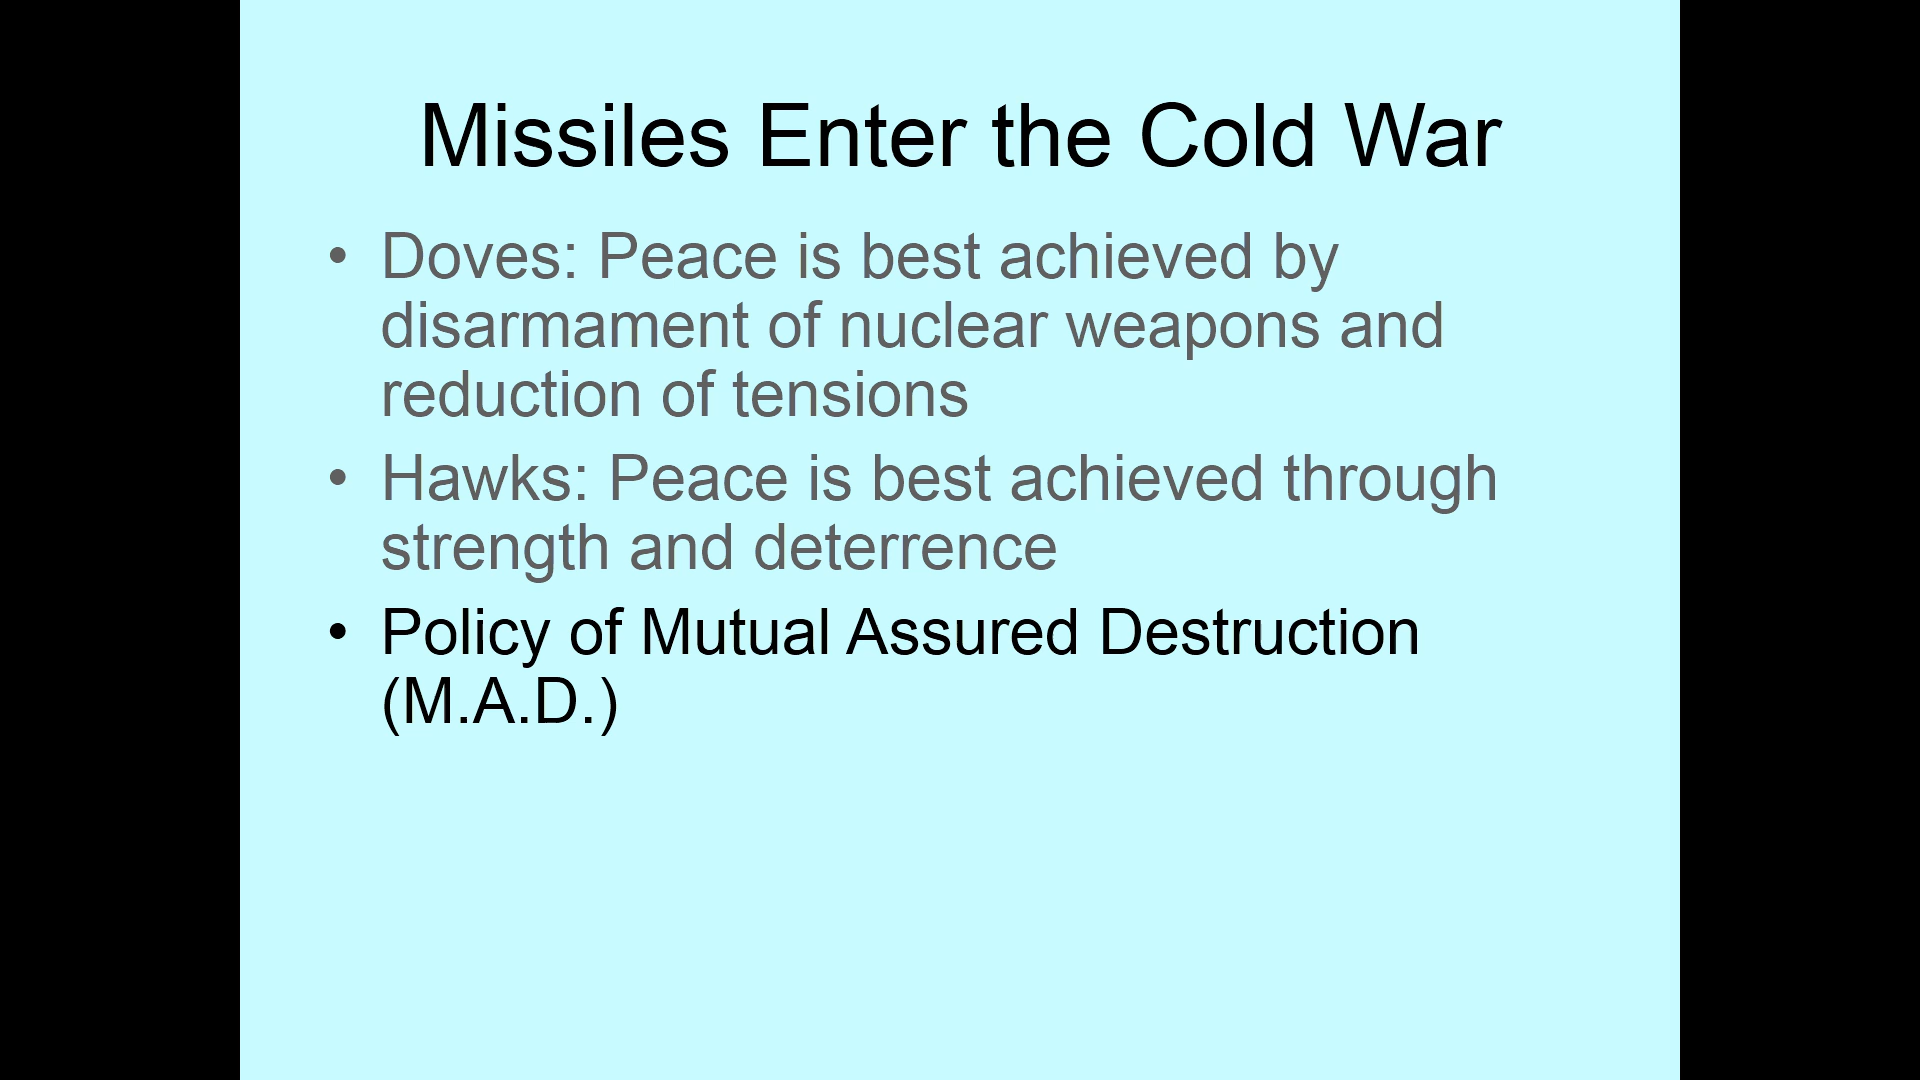 Missiles Enter the Cold War
• Doves: Peace is best achieved by
disarmament of nuclear weapons and
reduction of tensions
• Hawks: Peace is best achieved through
strength and deterrence
• Policy of Mutual Assured Destruction
(M.A.D.)